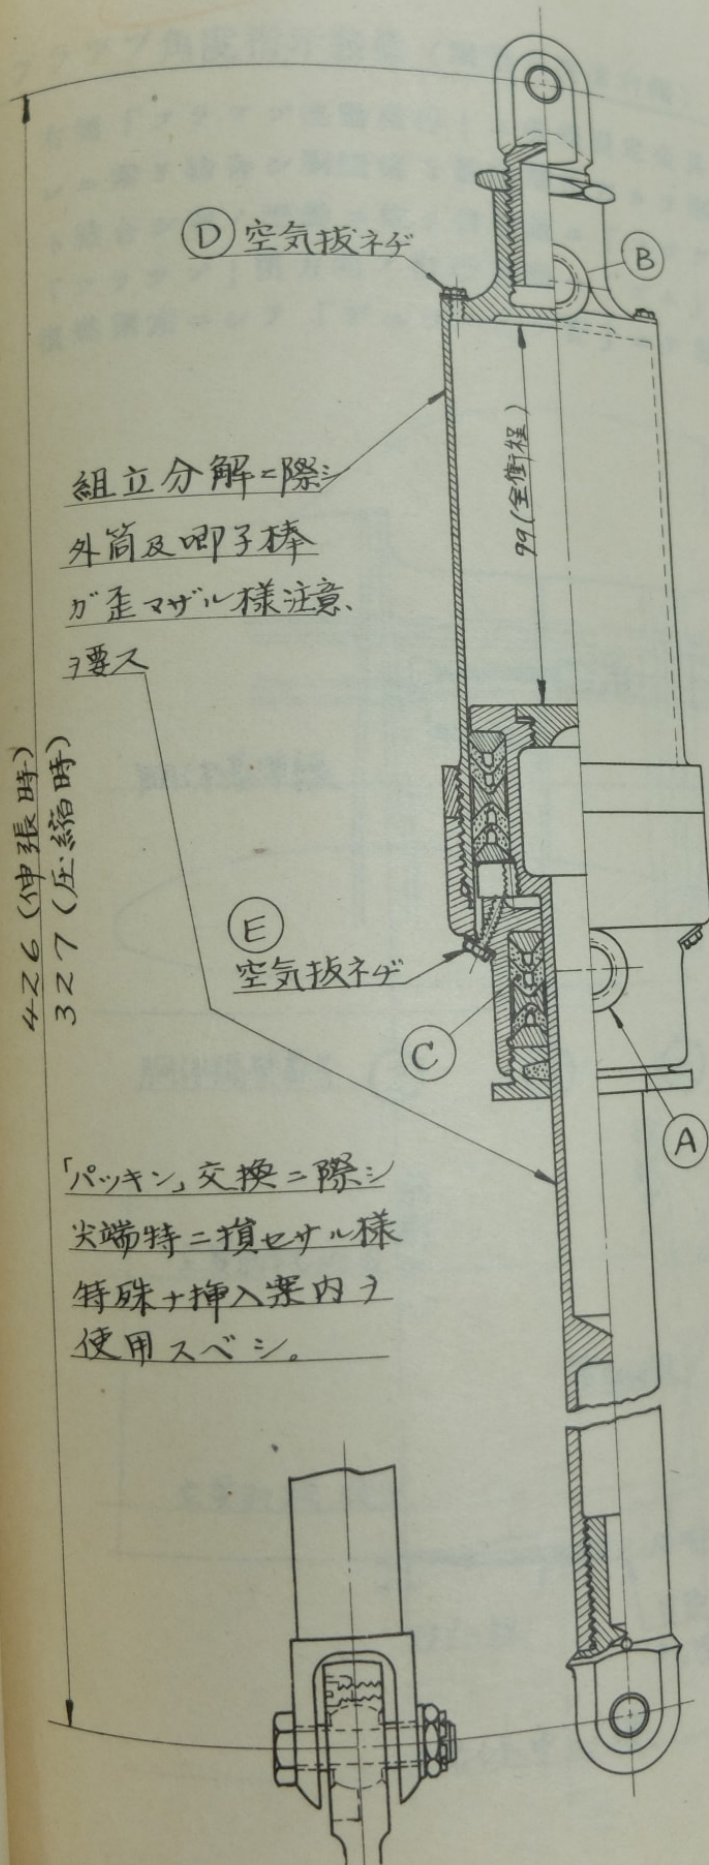 Ⓓ 空気抜ネヂ
Ⓑ
99(全衝程)
組立分解ニ際シ
外筒及喞子棒
ガ歪マザル様注意、
ヲ要ス
426 (伸張時)
327 (圧縮時)
Ⓔ
空気抜ネヂ
Ⓒ
Ⓐ
「パッキン」交換ニ際シ
尖端特ニ損セザル様
特殊ナ挿入案内ヲ
使用スベシ。